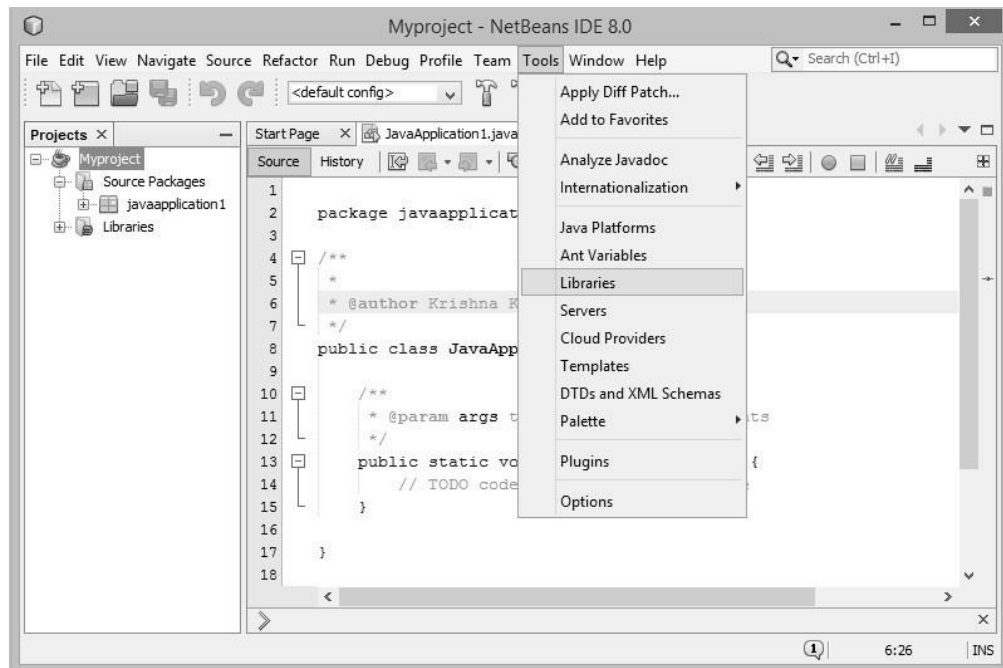 Myproject - NetBeans IDE 8.0
File Edit View Navigate Source Refactor Run Debug Profile Team Tools Window Help
Search (Ctrl+I)
<default config>
Projects
Myproject
Source Packages
javaapplication1
Libraries
Start Page
JavaApplication1.java
Source History
1
2 package javaapplicat
3
4 /**
5 *
6 * @author Krishna K
7 */
8 public class JavaApp
9
10 /**
11 * @param args t
12 */
13 public static vo {
14 // TODO code
15 }
16
17 }
18
Apply Diff Patch...
Add to Favorites
Analyze Javadoc
Internationalization
Java Platforms
Ant Variables
Libraries
Servers
Cloud Providers
Templates
DTDs and XML Schemas
Palette
Plugins
Options
1
6:26
INS